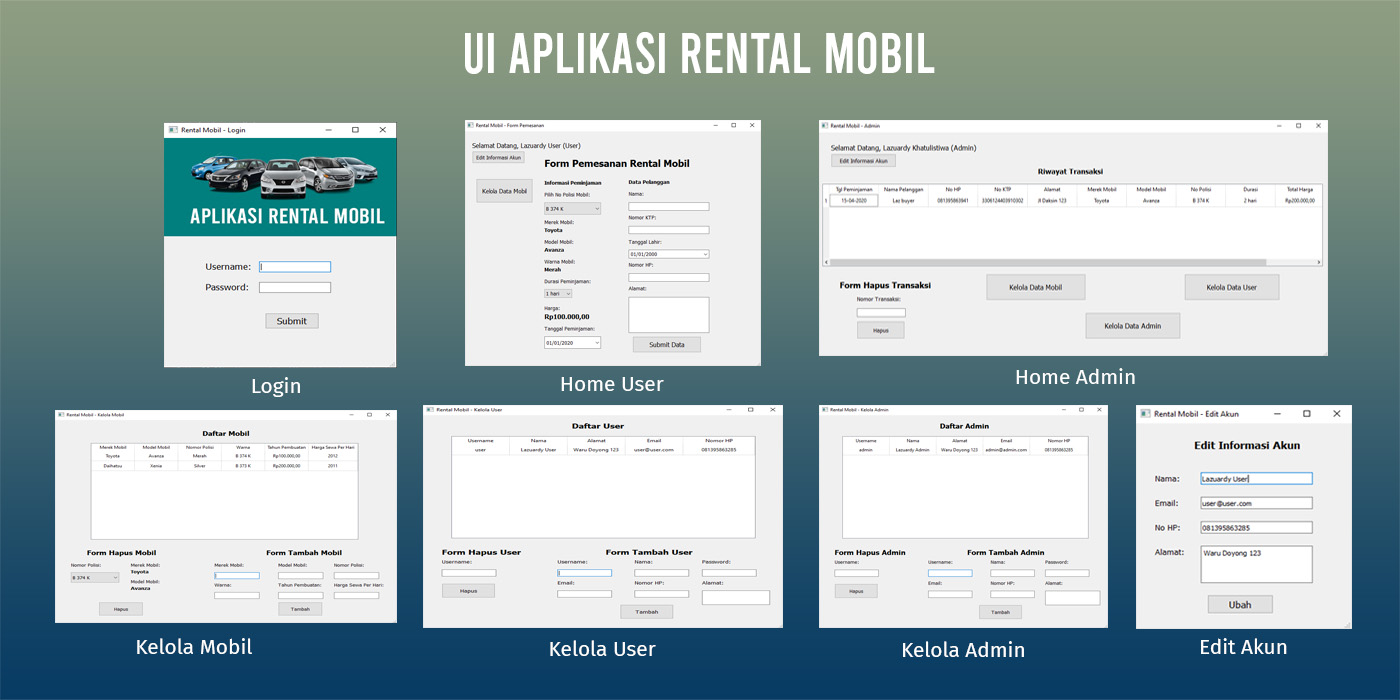 UI APLIKASI RENTAL MOBIL
Rental Mobil - Login
APLIKASI RENTAL MOBIL
Username:
Password:
Submit
Login
Rental Mobil - Form Pemesanan
Selamat Datang, Lazuardy User (User)
Edit Informasi Akun
Form Pemesanan Rental Mobil
Kelola Data Mobil
Informasi Peminjaman
Pilih No Polisi Mobil:
B 374 K
Merek Mobil:
Toyota
Model Mobil:
Avanza
Warna Mobil:
Merah
Durasi Peminjaman:
1 hari
Harga:
Rp100.000,00
Tanggal Peminjaman:
01/01/2020
Data Pelanggan
Nama:
Nomor KTP:
Tanggal Lahir:
01/01/2000
Nomor HP:
Alamat:
Submit Data
Home User
Rental Mobil - Admin
Selamat Datang, Lazuardy Khatulistiwa (Admin)
Edit Informasi Akun
Riwayat Transaksi
Tgl Peminjaman Nama Pelanggan No HP No KTP Alamat Merek Mobil Model Mobil No Polisi Durasi Total Harga
1 15-04-2020 Laz buyer 081395863941 3306124403910302 Jl Daksin 123 Toyota Avanza B 374 K 2 hari Rp200.000,00
Form Hapus Transaksi
Nomor Transaksi:
Hapus
Kelola Data Mobil
Kelola Data User
Kelola Data Admin
Home Admin
Rental Mobil - Kelola Mobil
Daftar Mobil
Merek Mobil Model Mobil Nomor Polisi Warna Tahun Pembuatan Harga Sewa Per Hari
Toyota Avanza Merah B 374 K Rp100.000,00 2012
Daihatsu Xenia Silver B 373 K Rp200.000,00 2011
Form Hapus Mobil
Nomor Polisi:
B 374 K
Merek Mobil:
Toyota
Model Mobil:
Avanza
Hapus
Form Tambah Mobil
Merek Mobil: Model Mobil: Nomor Polisi:
Warna: Tahun Pembuatan: Harga Sewa Per Hari:
Tambah
Kelola Mobil
Rental Mobil - Kelola User
Daftar User
Username Nama Alamat Email Nomor HP
user Lazuardy User Waru Doyong 123 user@user.com 081395863285
Form Hapus User
Username:
Hapus
Form Tambah User
Username: Nama: Password:
Email: Nomor HP: Alamat:
Tambah
Kelola User
Rental Mobil - Kelola Admin
Daftar Admin
Username Nama Alamat Email Nomor HP
admin Lazuardy Admin Waru Doyong 123 admin@admin.com 081395863285
Form Hapus Admin
Username:
Hapus
Form Tambah Admin
Username: Nama: Password:
Email: Nomor HP: Alamat:
Tambah
Kelola Admin
Rental Mobil - Edit Akun
Edit Informasi Akun
Nama: Lazuardy User
Email: user@user.com
No HP: 081395863285
Alamat: Waru Doyong 123
Ubah
Edit Akun